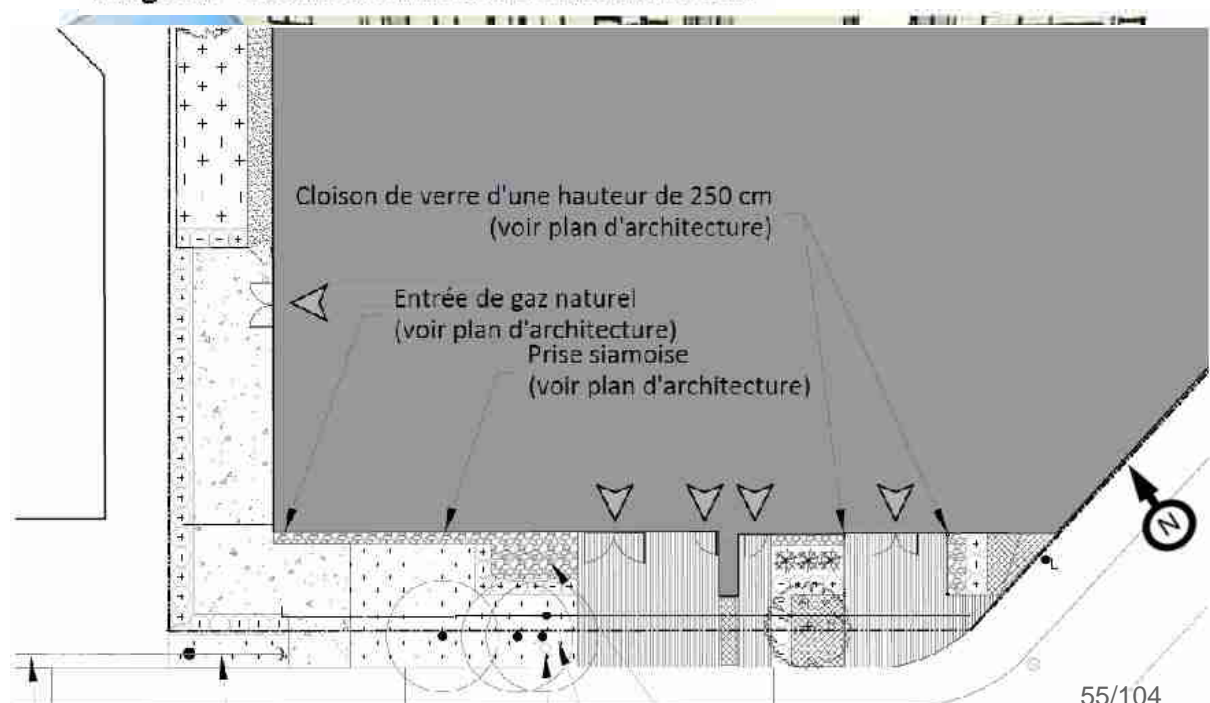 Cloison de verre d'une hauteur de 250 cm
(voir plan d'architecture)
Entrée de gaz naturel
(voir plan d'architecture)
Prise siamoise
(voir plan d'architecture)
N
L
55/104